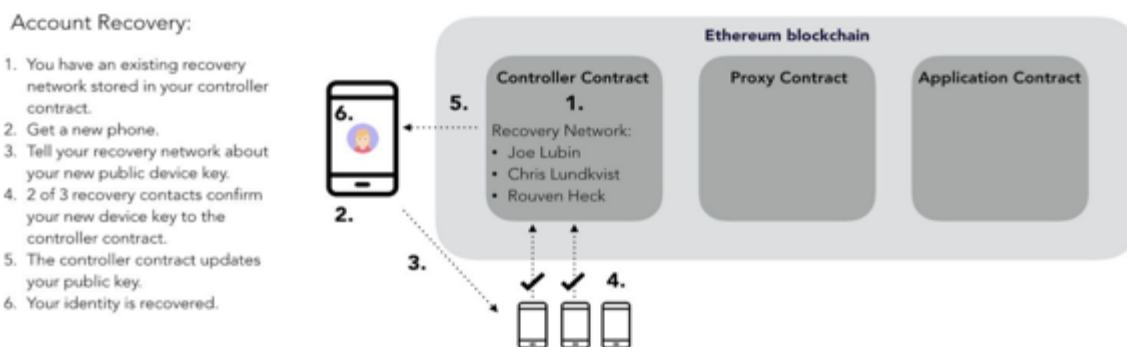 Account Recovery:
1. You have an existing recovery
network stored in your controller
contract.
2. Get a new phone.
3. Tell your recovery network about
your new public device key.
4. 2 of 3 recovery contacts confirm
your new device key to the
controller contract.
5. The controller contract updates
your public key.
6. Your identity is recovered.
Ethereum blockchain
Controller Contract
1.
Recovery Network:
• Joe Lubin
• Chris Lundkvist
• Rouven Heck
Proxy Contract
Application Contract
5.
6.
2.
3.
4.